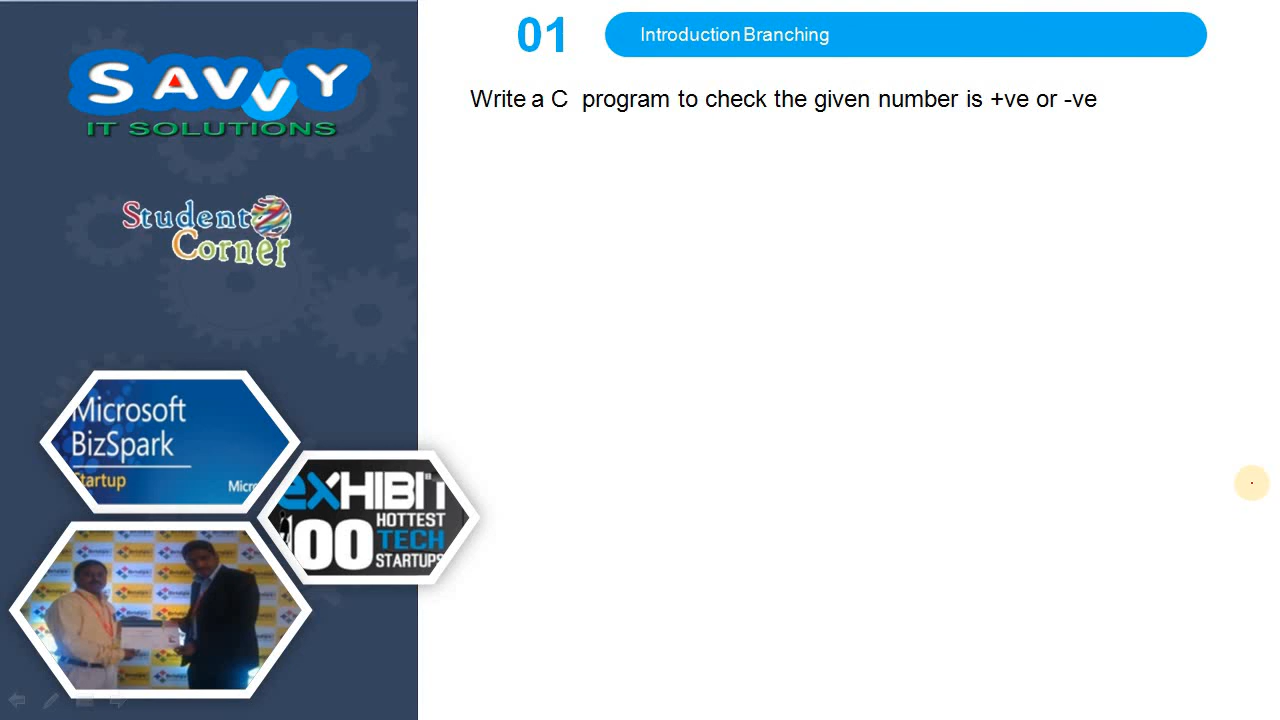 SAVVY
IT SOLUTIONS
Student
Corner
Microsoft
BizSpark
Startup
Micro
exHIBIT
100
HOTTEST
TECH
STARTUPS
01
Introduction Branching
Write a C program to check the given number is +ve or -ve